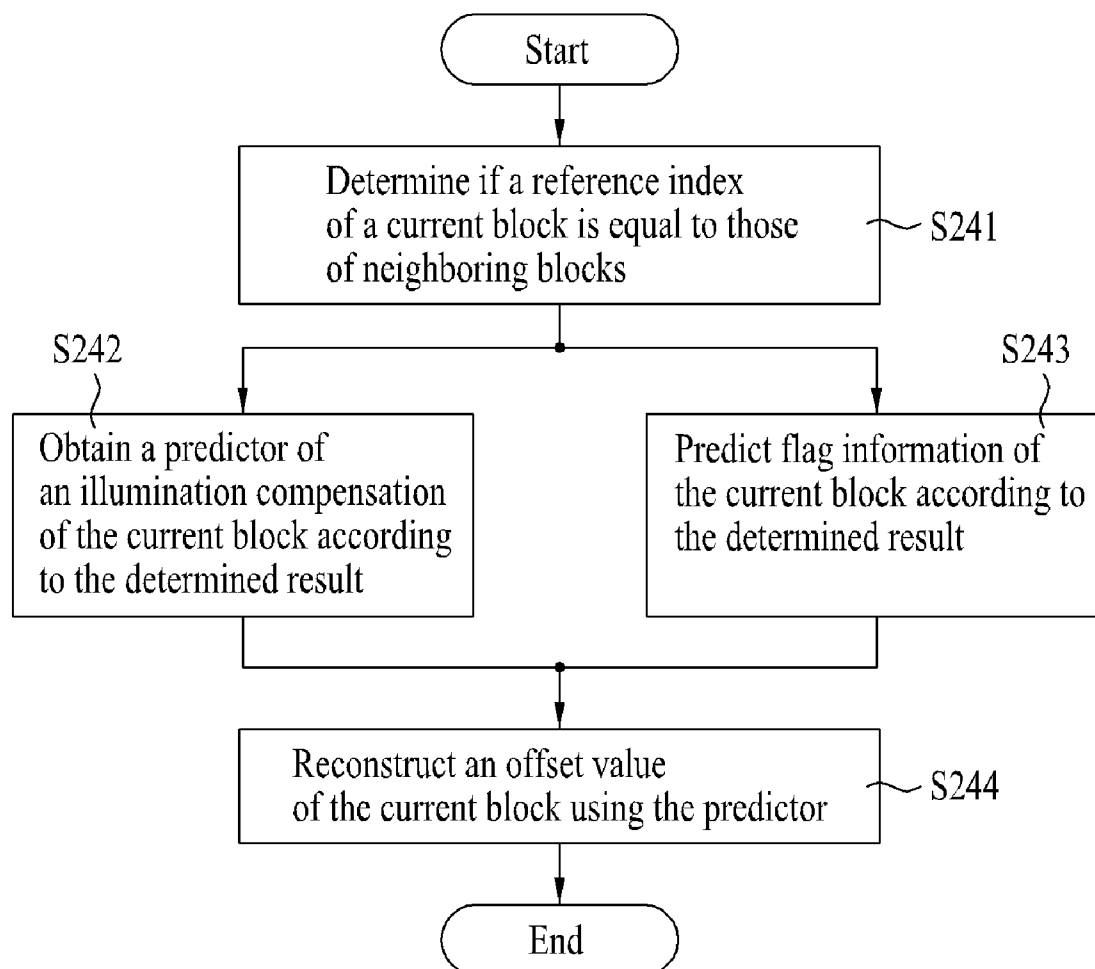 Start
Determine if a reference index
of a current block is equal to those
of neighboring blocks
S241
S242
Obtain a predictor of
an illumination compensation
of the current block according
to the determined result
S243
Predict flag information of
the current block according to
the determined result
Reconstruct an offset value
of the current block using the predictor
S244
End